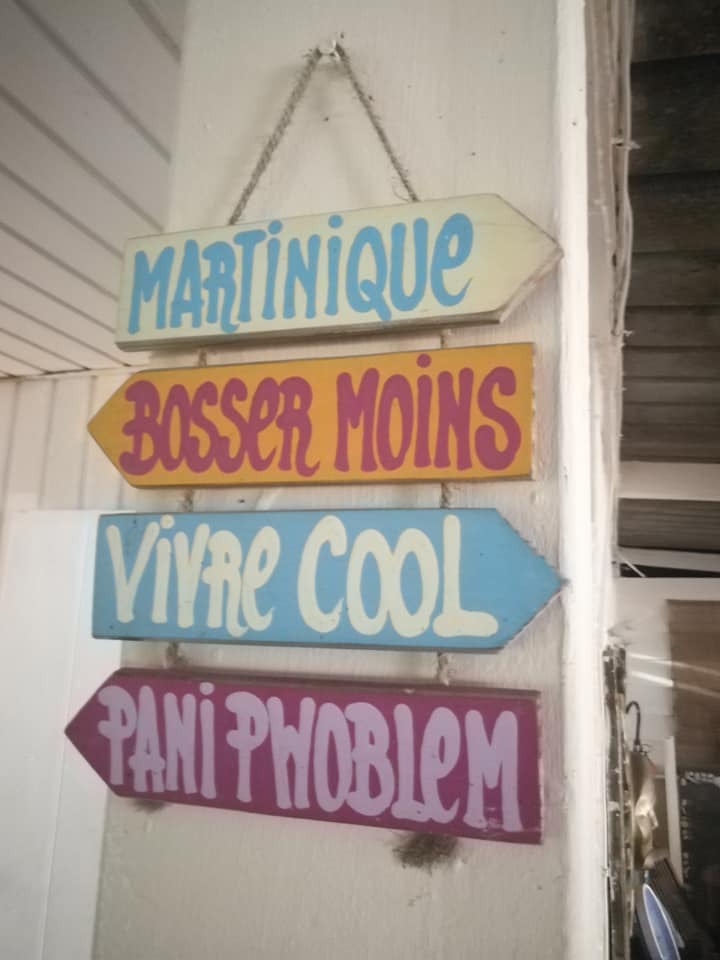 MARTiNiQUe
BOSSeR MOiNS
ViVRe COOL
PANi PWOBLeM